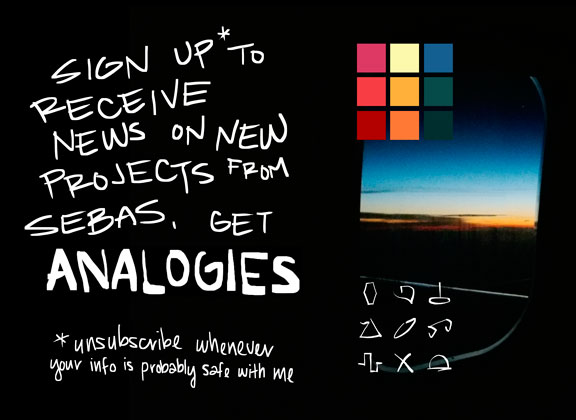 SIGN UP* TO
RECEIVE
NEWS ON NEW
PROJECTS FROM
SEBAS. GET
ANALOGIES
*unsubscribe whenever
your info is probably safe with me